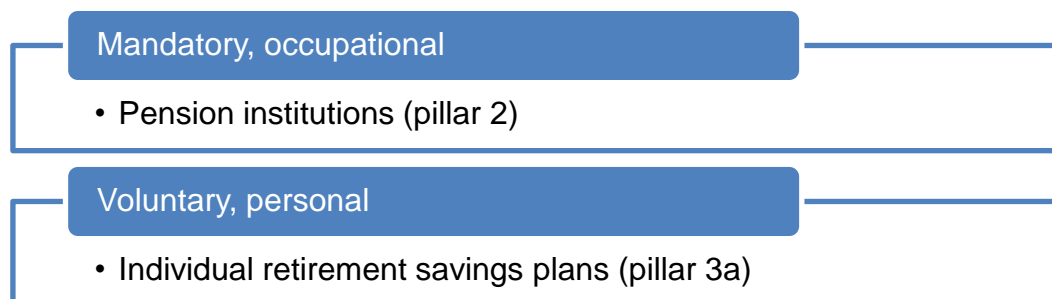 Mandatory, occupational
• Pension institutions (pillar 2)
Voluntary, personal
• Individual retirement savings plans (pillar 3a)